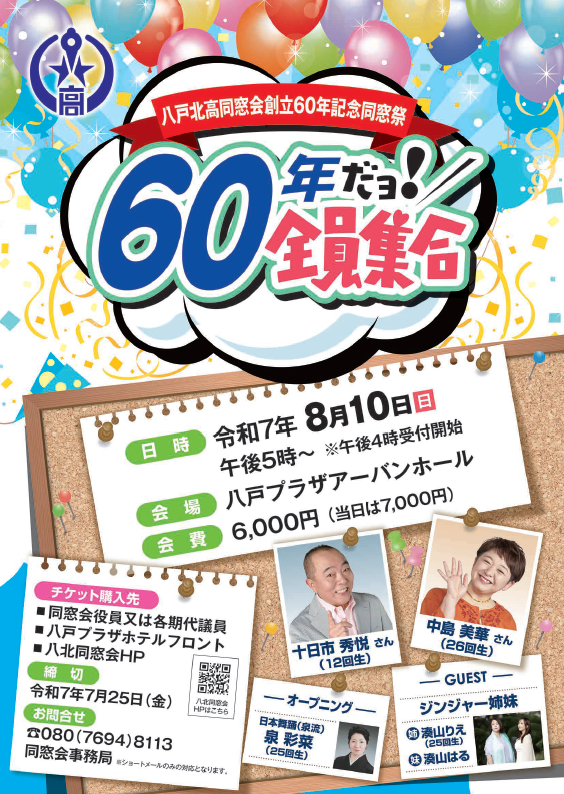 高
八戸北高同窓会創立60年記念同窓祭
60年だョ!
全員集合
日時 令和7年 8月10日 日
午後5時～ ※午後4時受付開始
会場 八戸プラザアーバンホール
会費 6,000円(当日は7,000円)
チケット購入先
■同窓会役員又は各期代議員
■八戸プラザホテルフロント
■八北同窓会HP
締切
令和7年7月25日(金)
お問合せ
☎080(7694)8113
同窓会事務局 ※ショートメールのみの対応となります。
八北同窓会
HPはこちら
十日市 秀悦 さん
(12回生)
中島 美華 さん
(26回生)
オープニング
日本舞踊(泉流)
泉 彩菜
(25回生)
GUEST
ジンジャー姉妹
姉 湊山りえ
(25回生)
妹 湊山はる